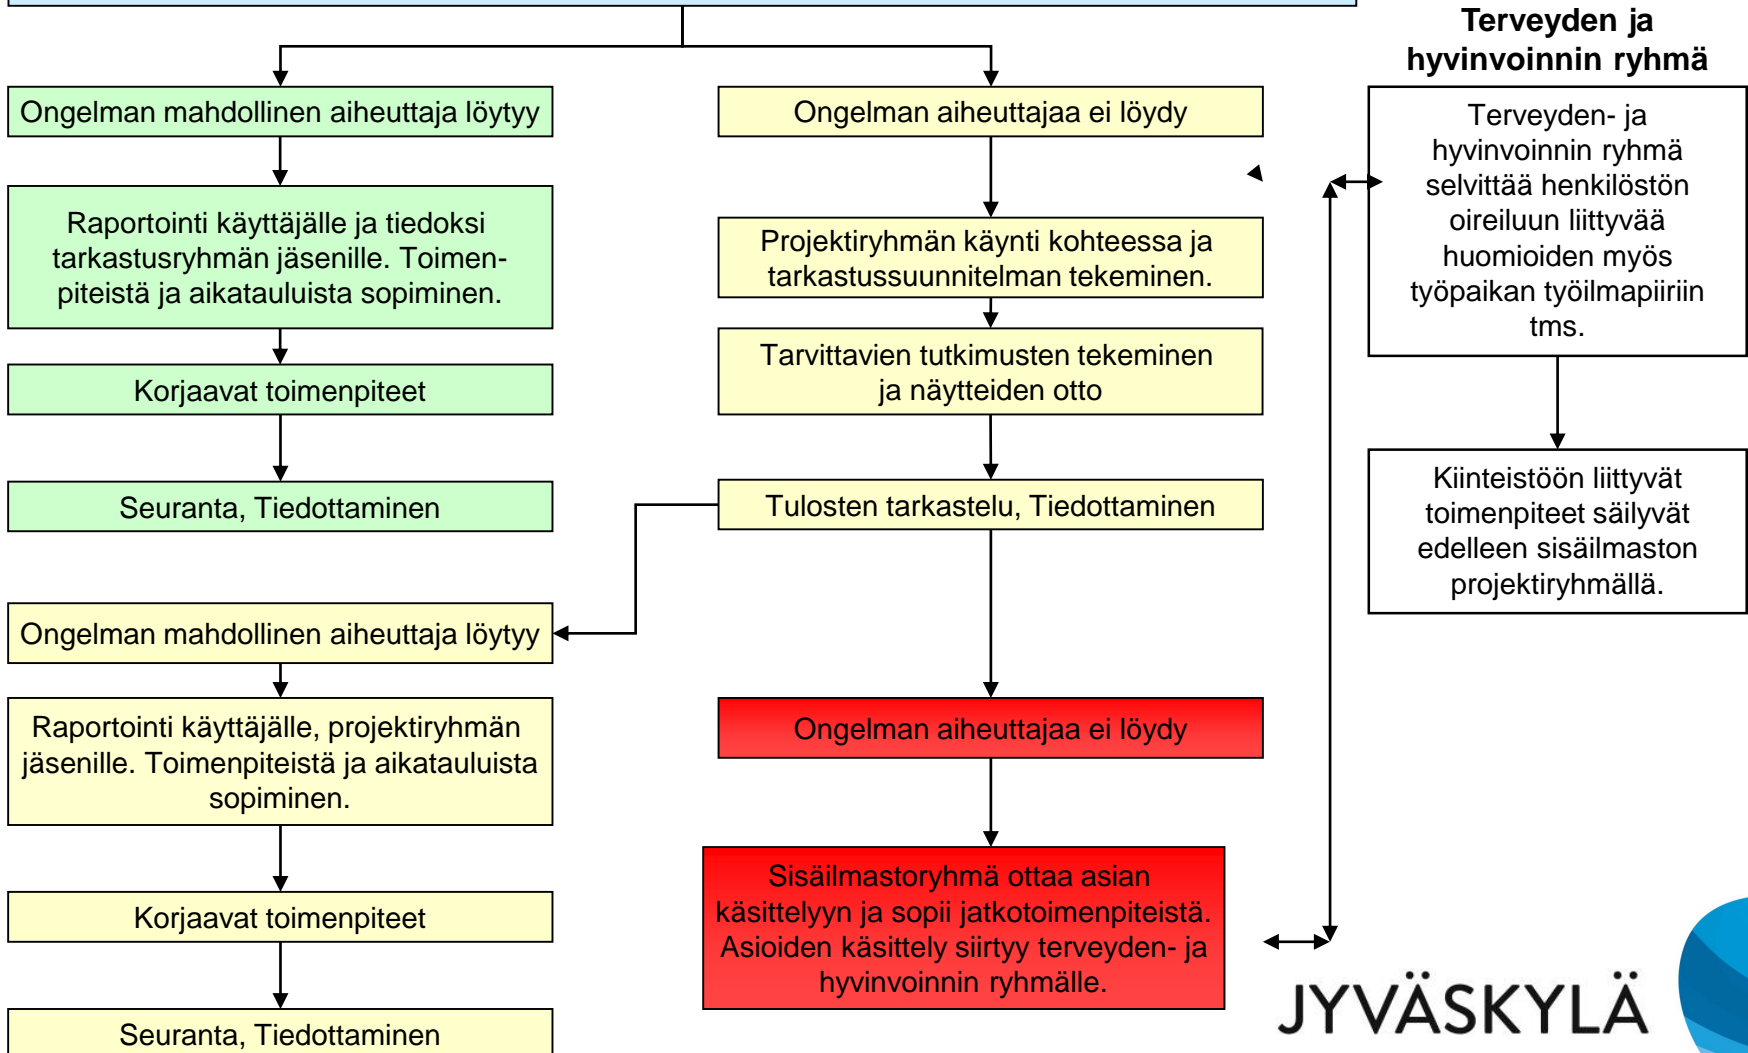 Terveyden ja
hyvinvoinnin ryhmä
Ongelman mahdollinen aiheuttaja löytyy
Raportointi käyttäjälle ja tiedoksi
tarkastusryhmän jäsenille. Toimen-
piteistä ja aikatauluista sopiminen.
Korjaavat toimenpiteet
Seuranta, Tiedottaminen
Ongelman aiheuttajaa ei löydy
Projektiryhmän käynti kohteessa ja
tarkastussuunnitelman tekeminen.
Tarvittavien tutkimusten tekeminen
ja näytteiden otto
Tulosten tarkastelu, Tiedottaminen
Ongelman mahdollinen aiheuttaja löytyy
Raportointi käyttäjälle, projektiryhmän
jäsenille. Toimenpiteistä ja aikatauluista
sopiminen.
Korjaavat toimenpiteet
Seuranta, Tiedottaminen
Ongelman aiheuttajaa ei löydy
Sisäilmastoryhmä ottaa asian
käsittelyyn ja sopii jatkotoimenpiteistä.
Asioiden käsittely siirtyy terveyden- ja
hyvinvoinnin ryhmälle.
Terveyden- ja
hyvinvoinnin ryhmä
selvittää henkilöstön
oireiluun liittyvää
huomioiden myös
työpaikan työilmapiiriin
tms.
Kiinteistöön liittyvät
toimenpiteet säilyvät
edelleen sisäilmaston
projektiryhmällä.
JYVÄSKYLÄ